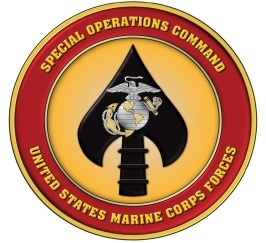 SPECIAL OPERATIONS COMMAND
UNITED STATES MARINE CORPS FORCES